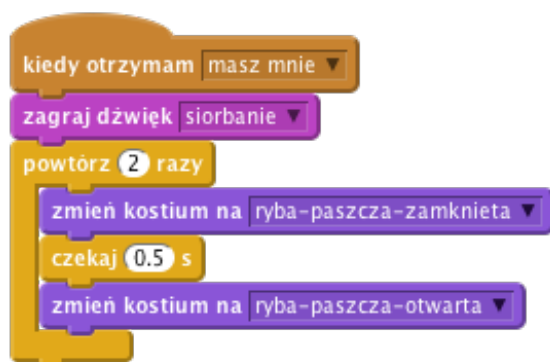 kiedy otrzymam masz mnie
zagraj dźwięk siorbanie
powtórz 2 razy
zmień kostium na ryba-paszcza-zamknieta
czekaj 0.5 s
zmień kostium na ryba-paszcza-otwarta